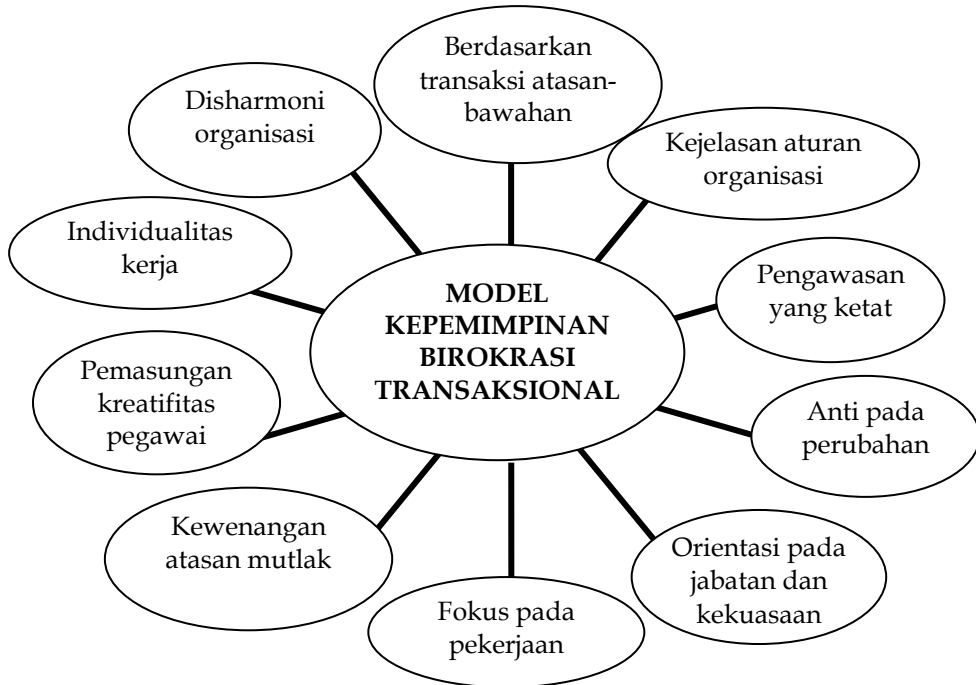 Berdasarkan
transaksi atasan-
bawahan
Disharmoni
organisasi
Kejelasan aturan
organisasi
Individualitas
kerja
Pengawasan
yang ketat
MODEL
KEPEMIMPINAN
BIROKRASI
TRANSAKSIONAL
Pemasungan
kreatifitas
pegawai
Anti pada
perubahan
Kewenangan
atasan mutlak
Orientasi pada
jabatan dan
kekuasaan
Fokus pada
pekerjaan